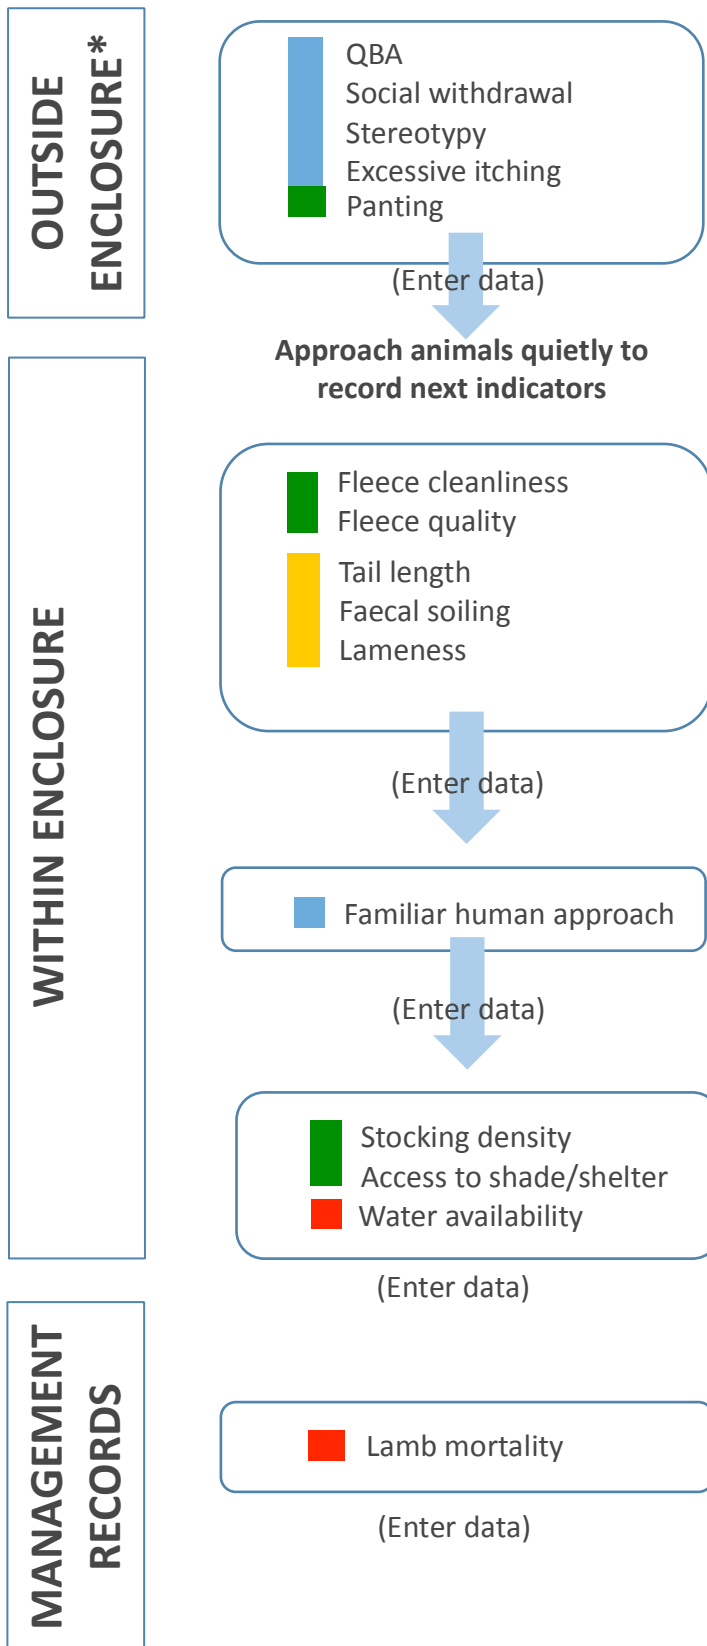 OUTSIDE
ENCLOSURE*
QBA
Social withdrawal
Stereotypy
Excessive itching
Panting
(Enter data)
Approach animals quietly to
record next indicators
WITHIN ENCLOSURE
Fleece cleanliness
Fleece quality
Tail length
Faecal soiling
Lameness
(Enter data)
Familiar human approach
(Enter data)
Stocking density
Access to shade/shelter
Water availability
(Enter data)
MANAGEMENT
RECORDS
Lamb mortality
(Enter data)